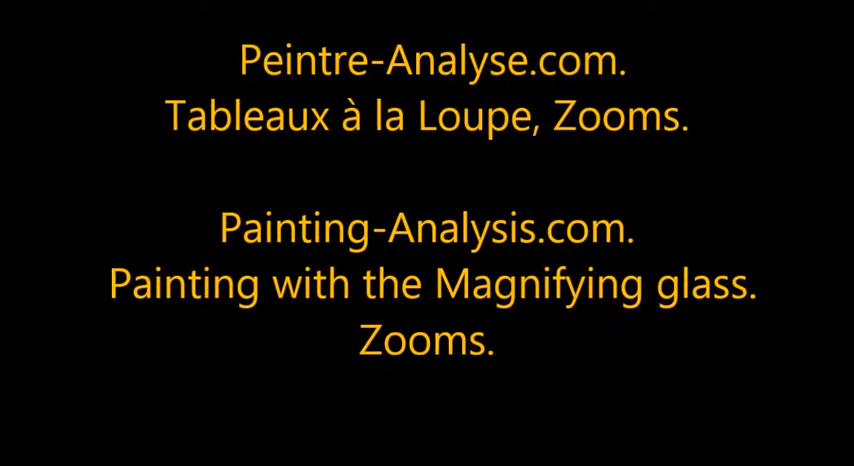 Peintre-Analyse.com.
Tableaux à la Loupe, Zooms.
Painting-Analysis.com.
Painting with the Magnifying glass.
Zooms.